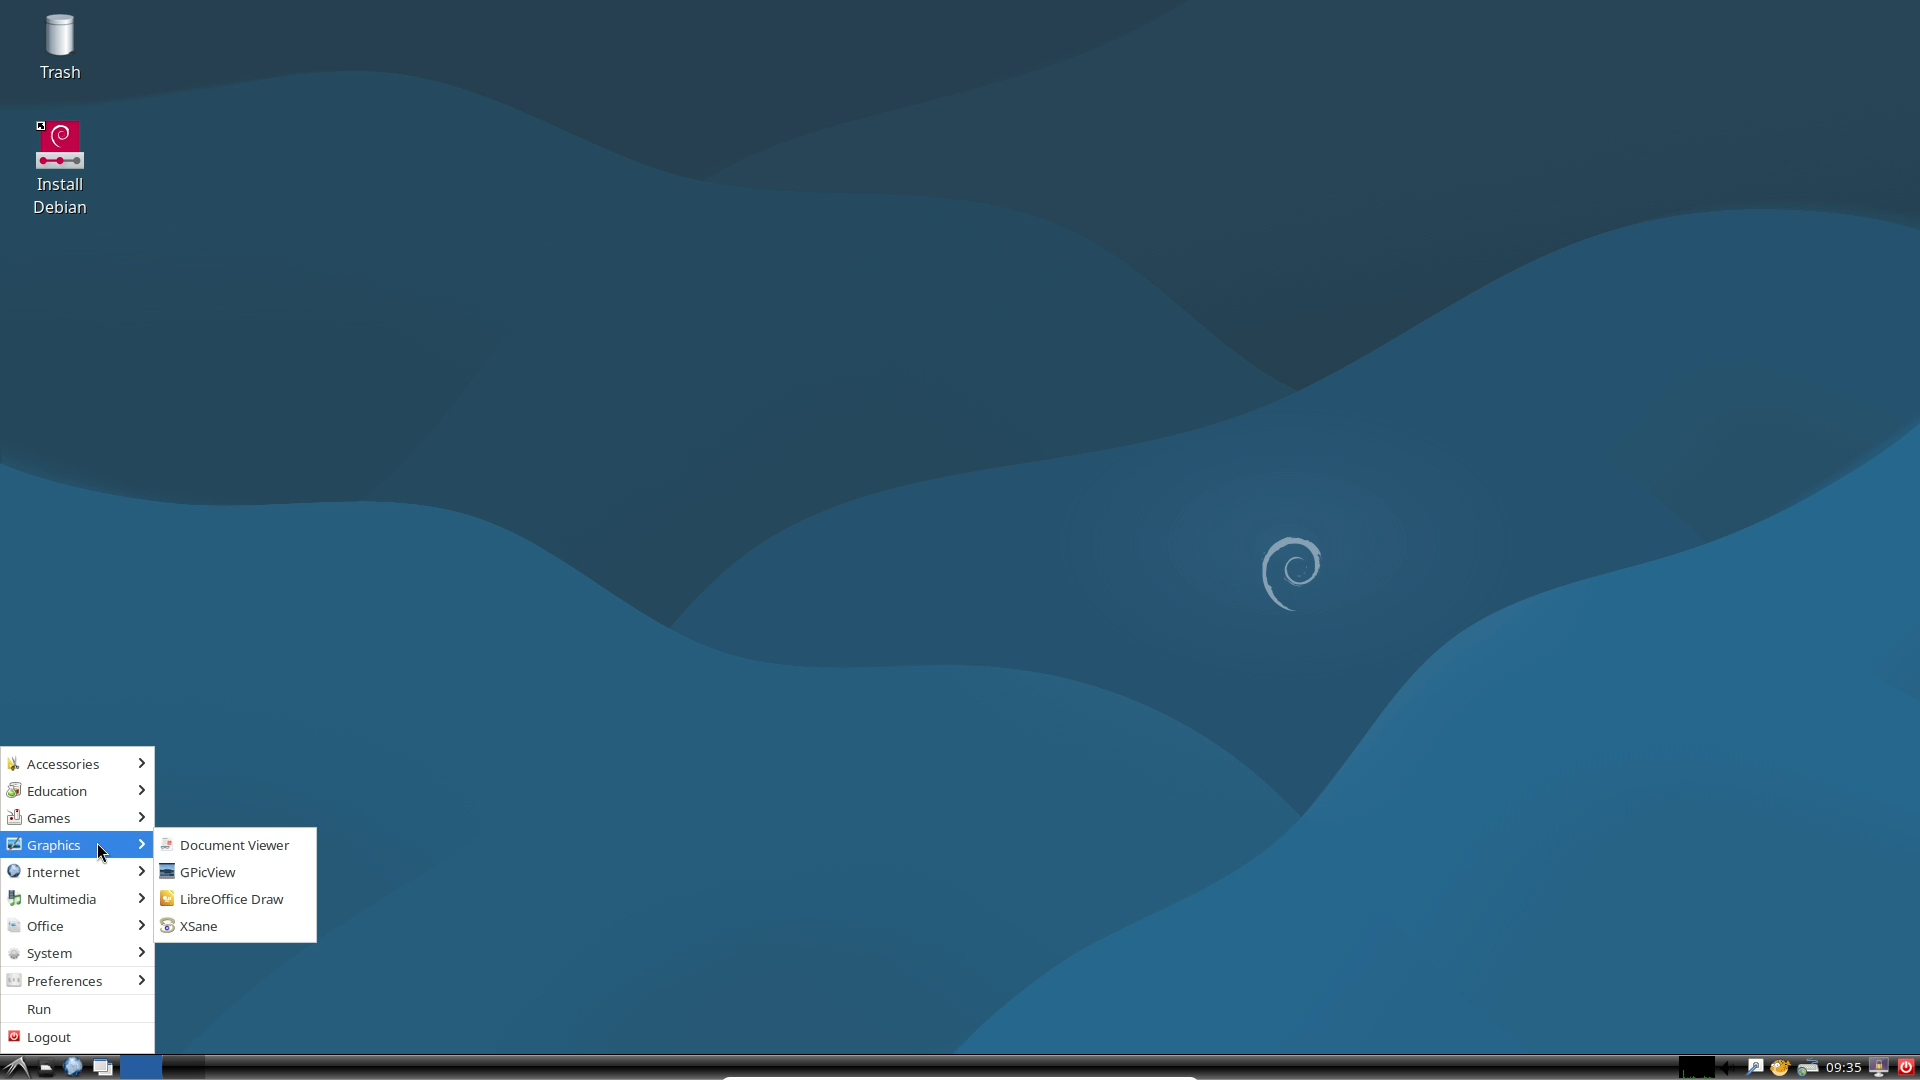 Trash
Install
Debian
Accessories
Education
Games
Graphics
Internet
Multimedia
Office
System
Preferences
Run
Logout
Document Viewer
GPicView
LibreOffice Draw
XSane
09:35